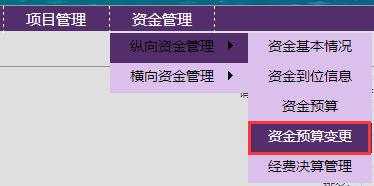 项目管理
资金管理
纵向资金管理
横向资金管理
资金基本情况
资金到位信息
资金预算
资金预算变更
经费决算管理